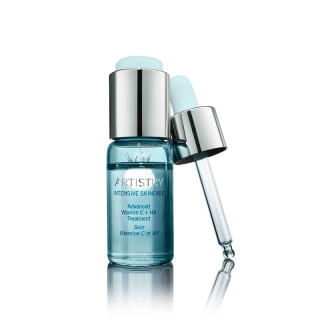 ARTISTRY
INTENSIVE SKINCARE
Advanced
Vitamin C + HA
Treatment
Soin
Vitamine C et AH